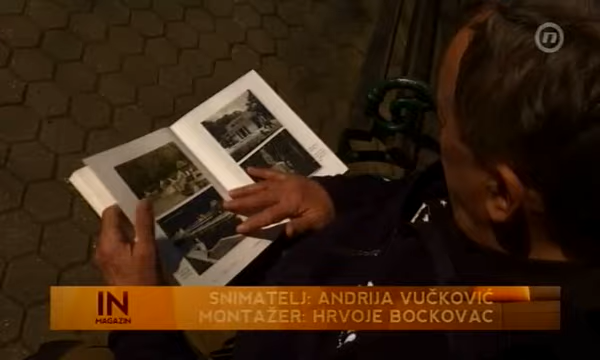 n
IN
MAGAZIN
SNIMATELJ: ANDRIJA VUČKOVIĆ
MONTAŽER: HRVOJE BOCKOVAC